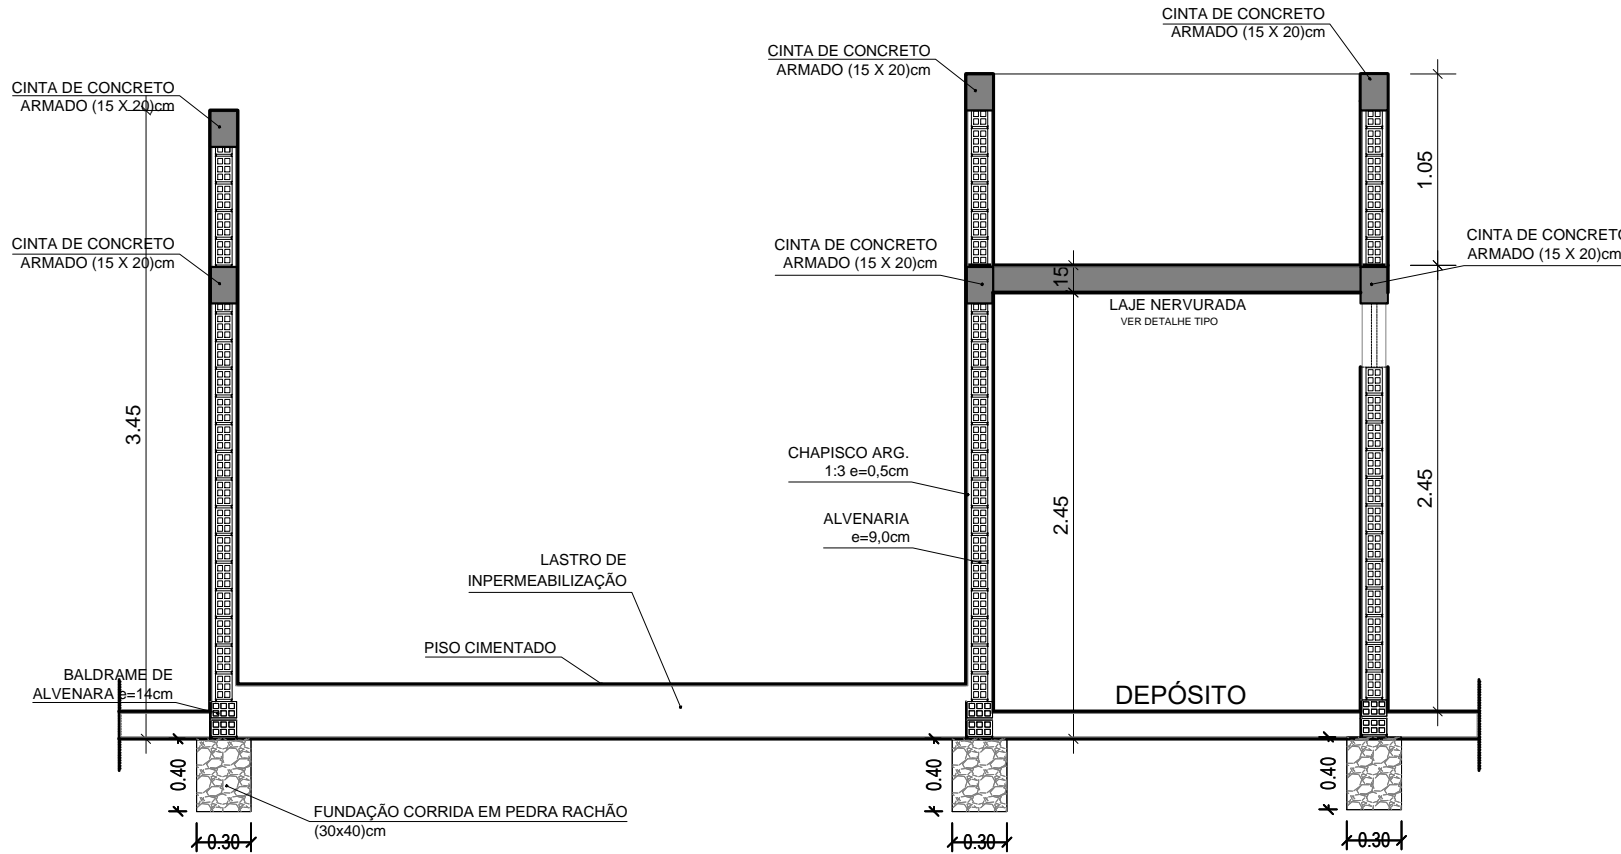 CINTA DE CONCRETO
ARMADO (15 X 20)cm
CINTA DE CONCRETO
ARMADO (15 X 20)cm
CINTA DE CONCRETO
ARMADO (15 X 20)cm
1.05
CINTA DE CONCRETO
ARMADO (15 X 20)cm
CINTA DE CONCRETO
ARMADO (15 X 20)cm
CINTA DE CONCRETO
ARMADO (15 X 20)cm
15
LAJE NERVURADA
VER DETALHE TIPO
3.45
CHAPISCO ARG.
1:3 e=0,5cm
2.45
2.45
ALVENARIA
e=9,0cm
LASTRO DE
INPERMEABILIZAÇÃO
PISO CIMENTADO
BALDRAME DE
ALVENARA e=14cm
DEPÓSITO
0.40
0.40
0.40
FUNDAÇÃO CORRIDA EM PEDRA RACHÃO
(30x40)cm
0.30
0.30
0.30